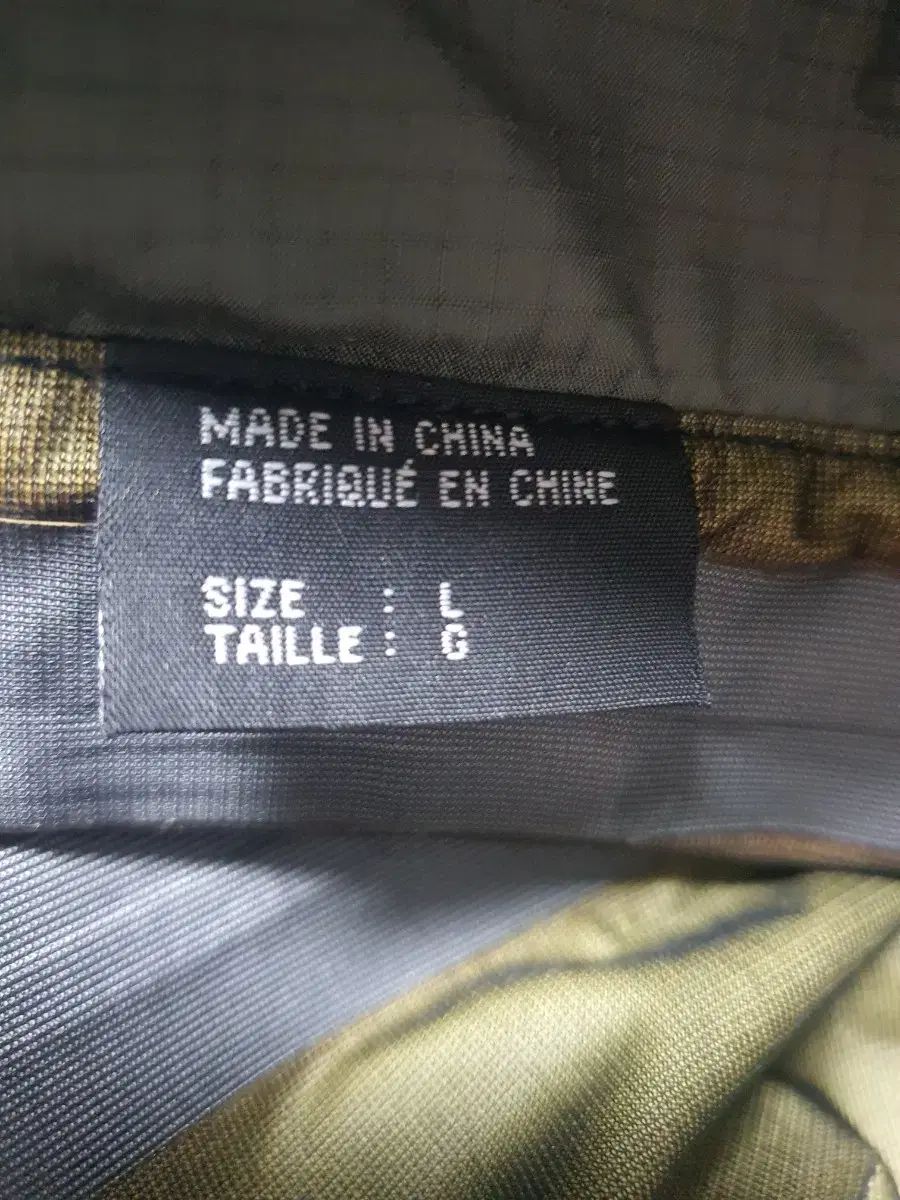 MADE IN CHINA
FABRIQUÉ EN CHINE
SIZE : L
TAILLE : G